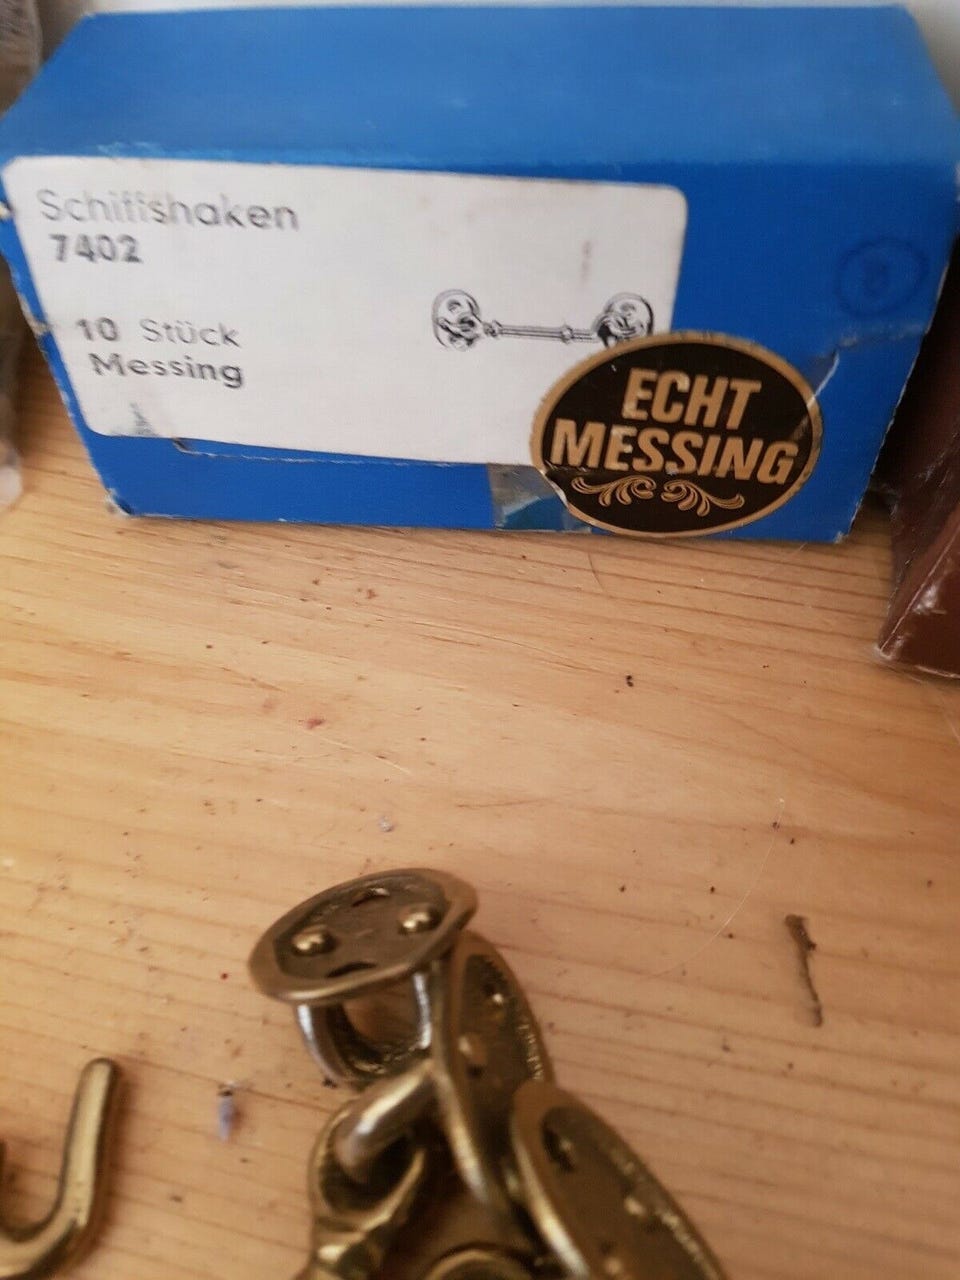 Schiffshaken
7402
10 Stück
Messing
ECHT
MESSING